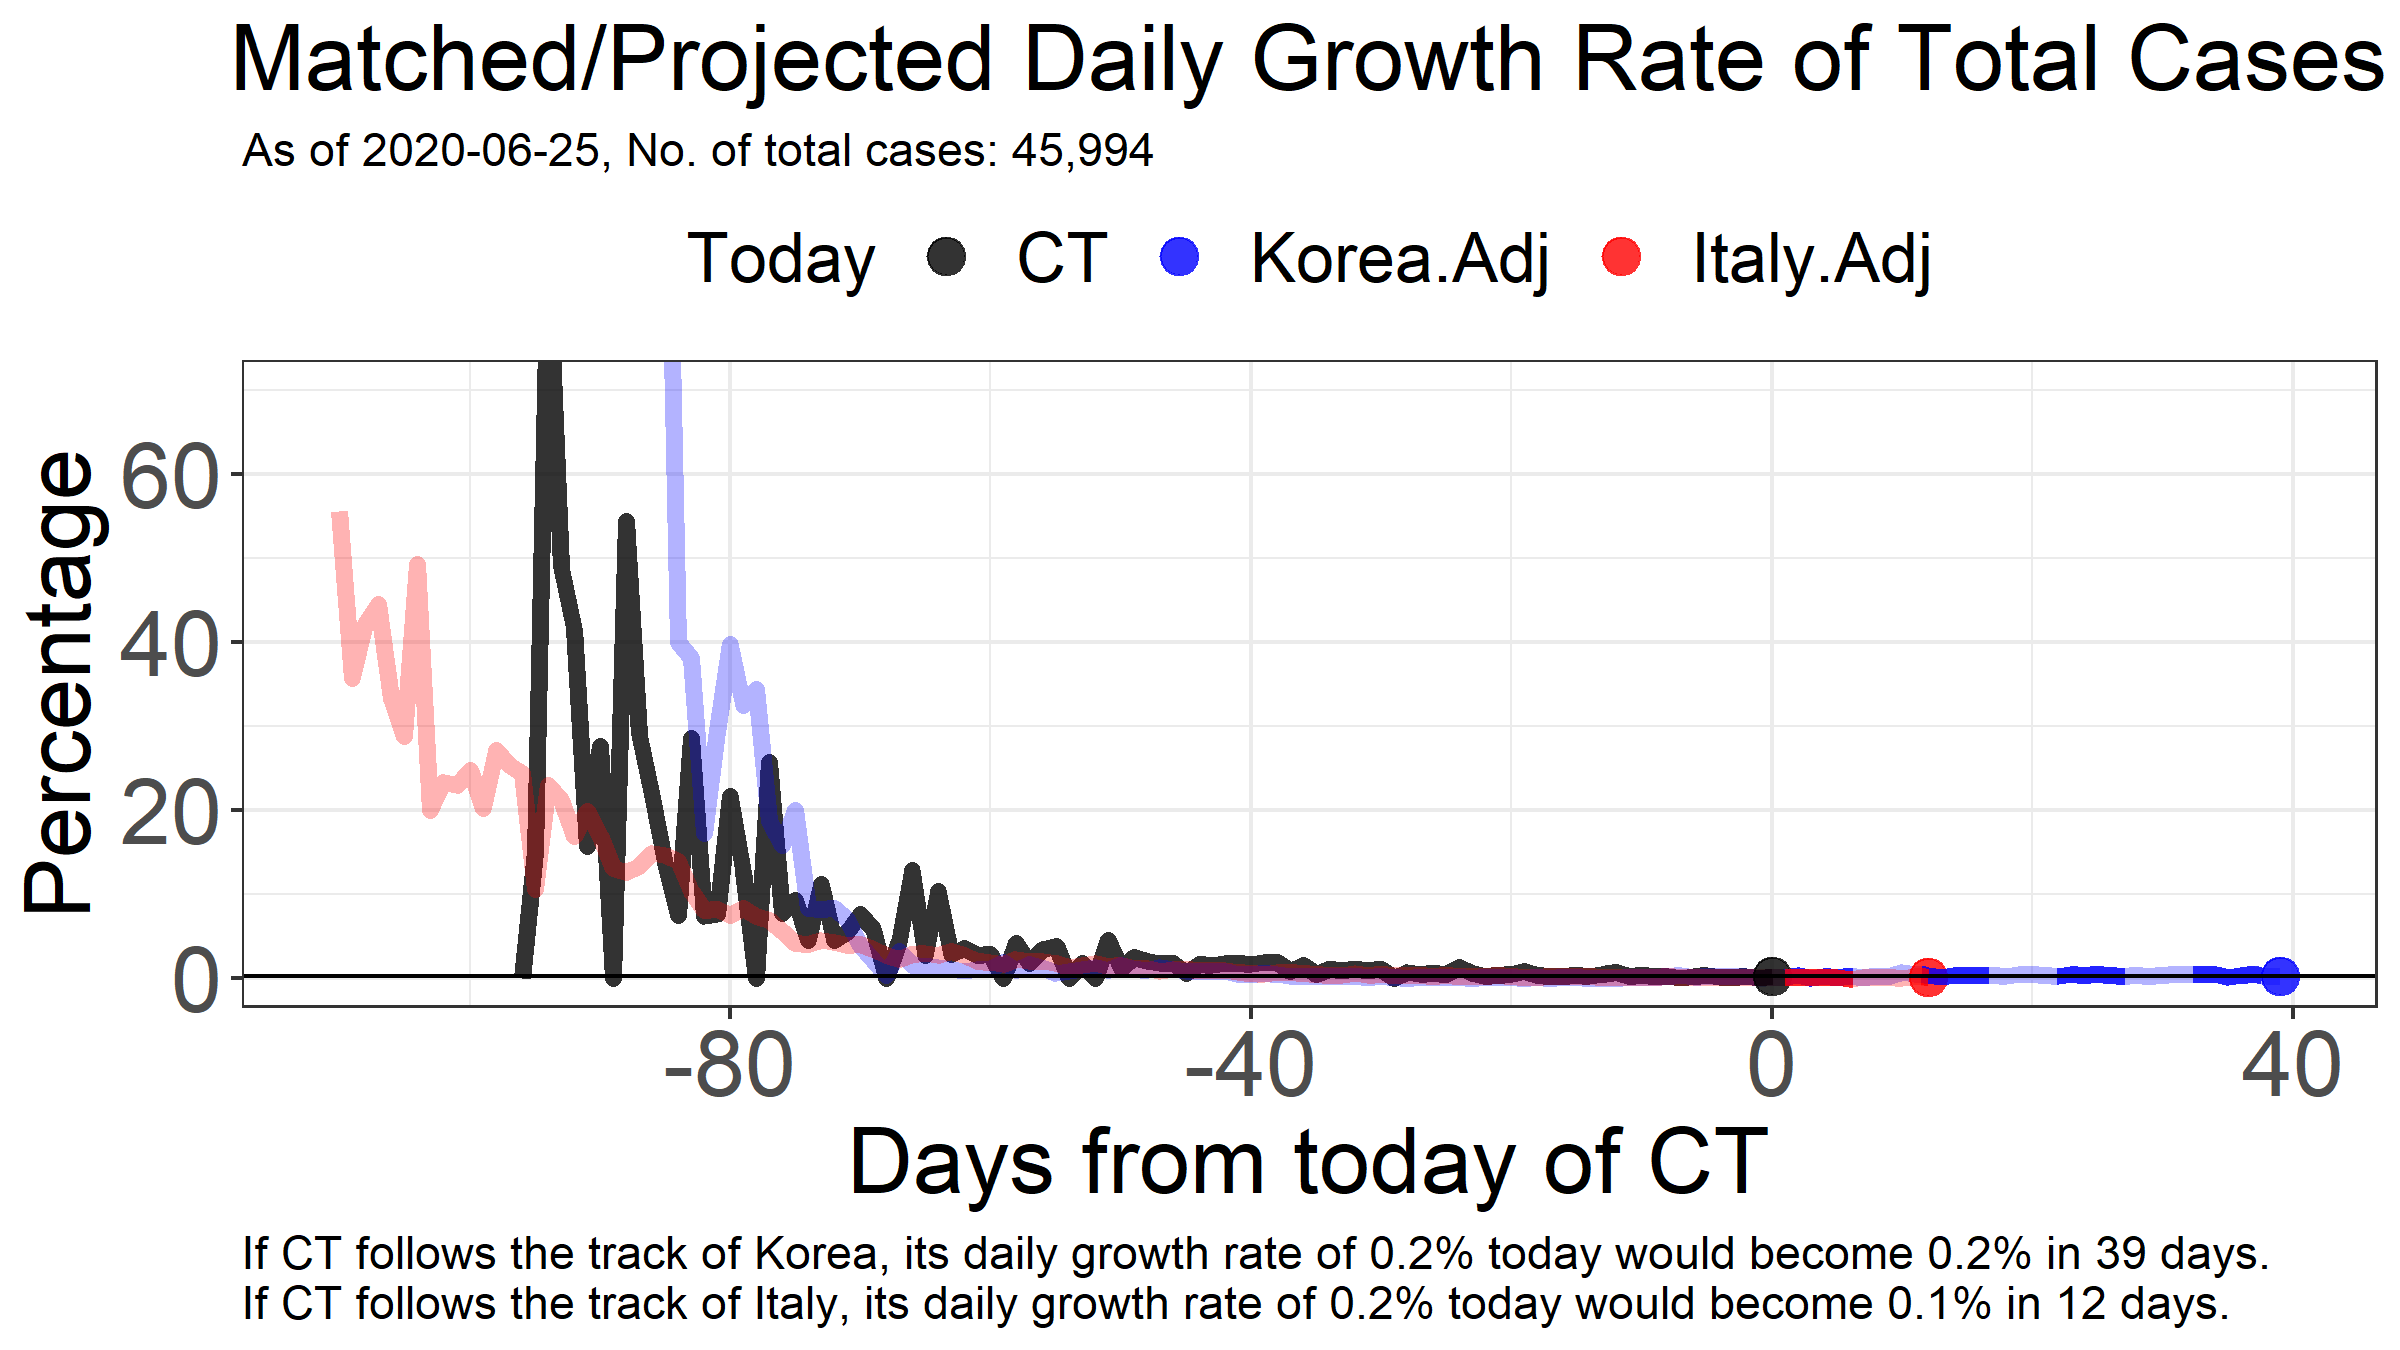 Matched/Projected Daily Growth Rate of Total Cases
As of 2020-06-25, No. of total cases: 45,994
Today CT Korea.Adj Italy.Adj
Percentage
60
40
20
0
-80 -40 0 40
Days from today of CT
If CT follows the track of Korea, its daily growth rate of 0.2% today would become 0.2% in 39 days.
If CT follows the track of Italy, its daily growth rate of 0.2% today would become 0.1% in 12 days.